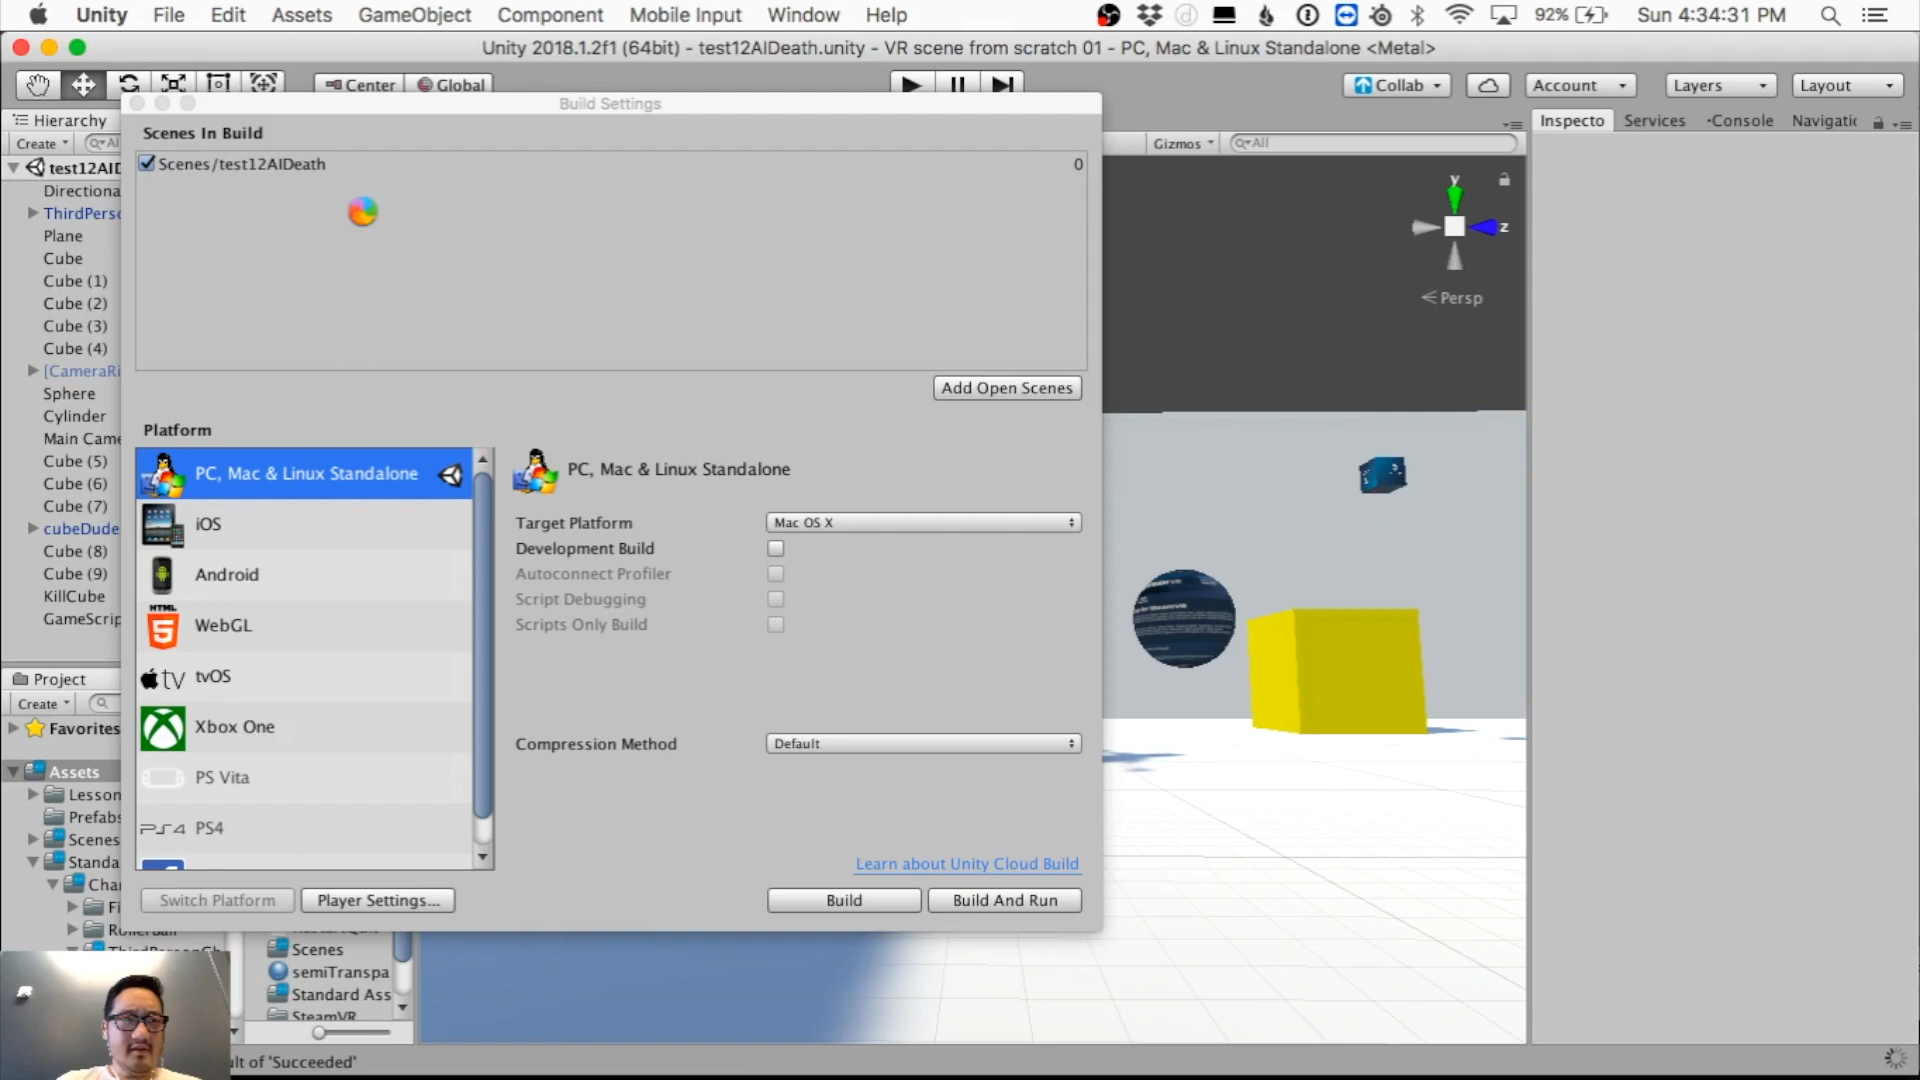 Unity File Edit Assets GameObject Component Mobile Input Window Help 92% Sun 4:34:31 PM
Unity 2018.1.2f1 (64bit) - test12AIDeath.unity - VR scene from scratch 01 - PC, Mac & Linux Standalone <Metal>
Center Global Collab Account Layers Layout
Build Settings
Hierarchy
Create All
test12AID
Directiona
ThirdPerso
Plane
Cube
Cube (1)
Cube (2)
Cube (3)
Cube (4)
[CameraRi
Sphere
Cylinder
Main Came
Cube (5)
Cube (6)
Cube (7)
cubeDude
Cube (8)
Cube (9)
KillCube
GameScrip
Scenes In Build
Scenes/test12AIDeath 0
Add Open Scenes
Platform
PC, Mac & Linux Standalone
iOS
Android
HTML
5
WebGL
tv tvOS
Xbox One
PS Vita
PS4 PS4
Switch Platform Player Settings...
PC, Mac & Linux Standalone
Target Platform Mac OS X
Development Build
Autoconnect Profiler
Script Debugging
Scripts Only Build
Compression Method Default
Learn about Unity Cloud Build
Build Build And Run
Gizmos All
y
z
Persp
Inspecto Services Console Navigatic
Project
Create
Favorites
Assets
Lesson
Prefabs
Scenes
Standa
Cha
Fi
RollerBall
ThirdPersonCh
Scenes
semiTranspa
Standard Ass
SteamVR
ult of 'Succeeded'